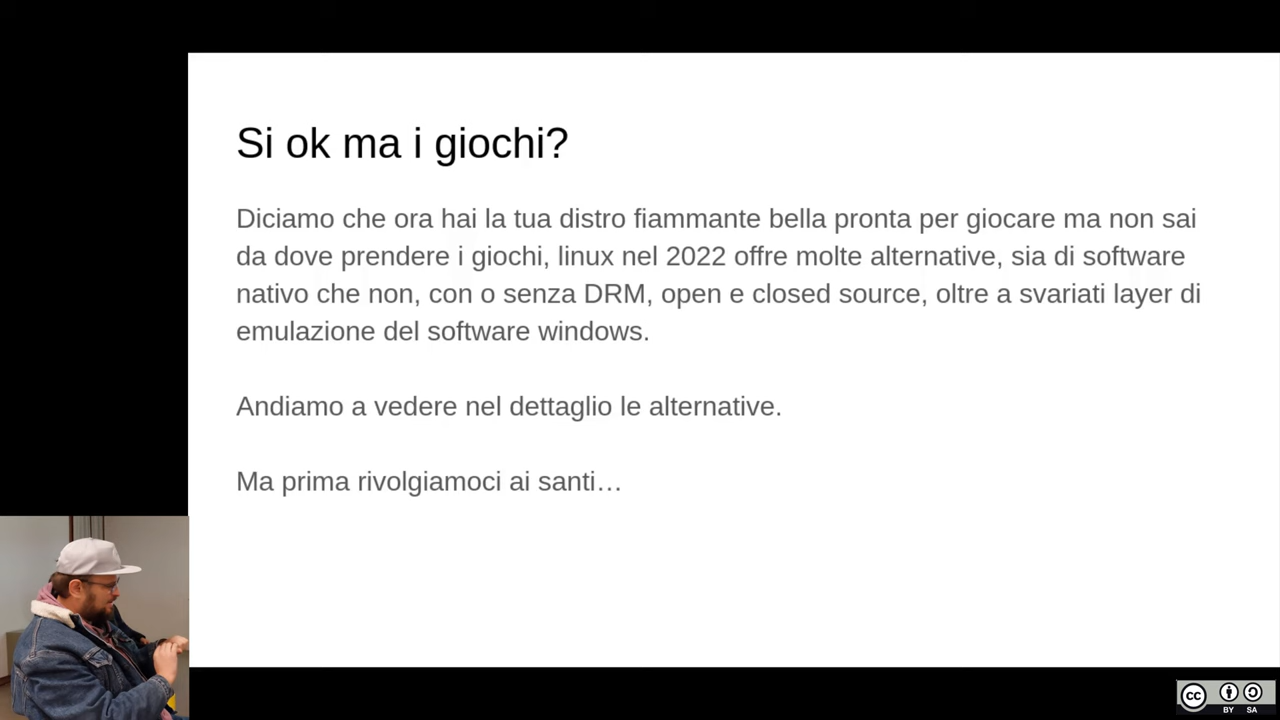 Si ok ma i giochi?
Diciamo che ora hai la tua distro fiammante bella pronta per giocare ma non sai
da dove prendere i giochi, linux nel 2022 offre molte alternative, sia di software
nativo che non, con o senza DRM, open e closed source, oltre a svariati layer di
emulazione del software windows.
Andiamo a vedere nel dettaglio le alternative.
Ma prima rivolgiamoci ai santi…
cc BY SA